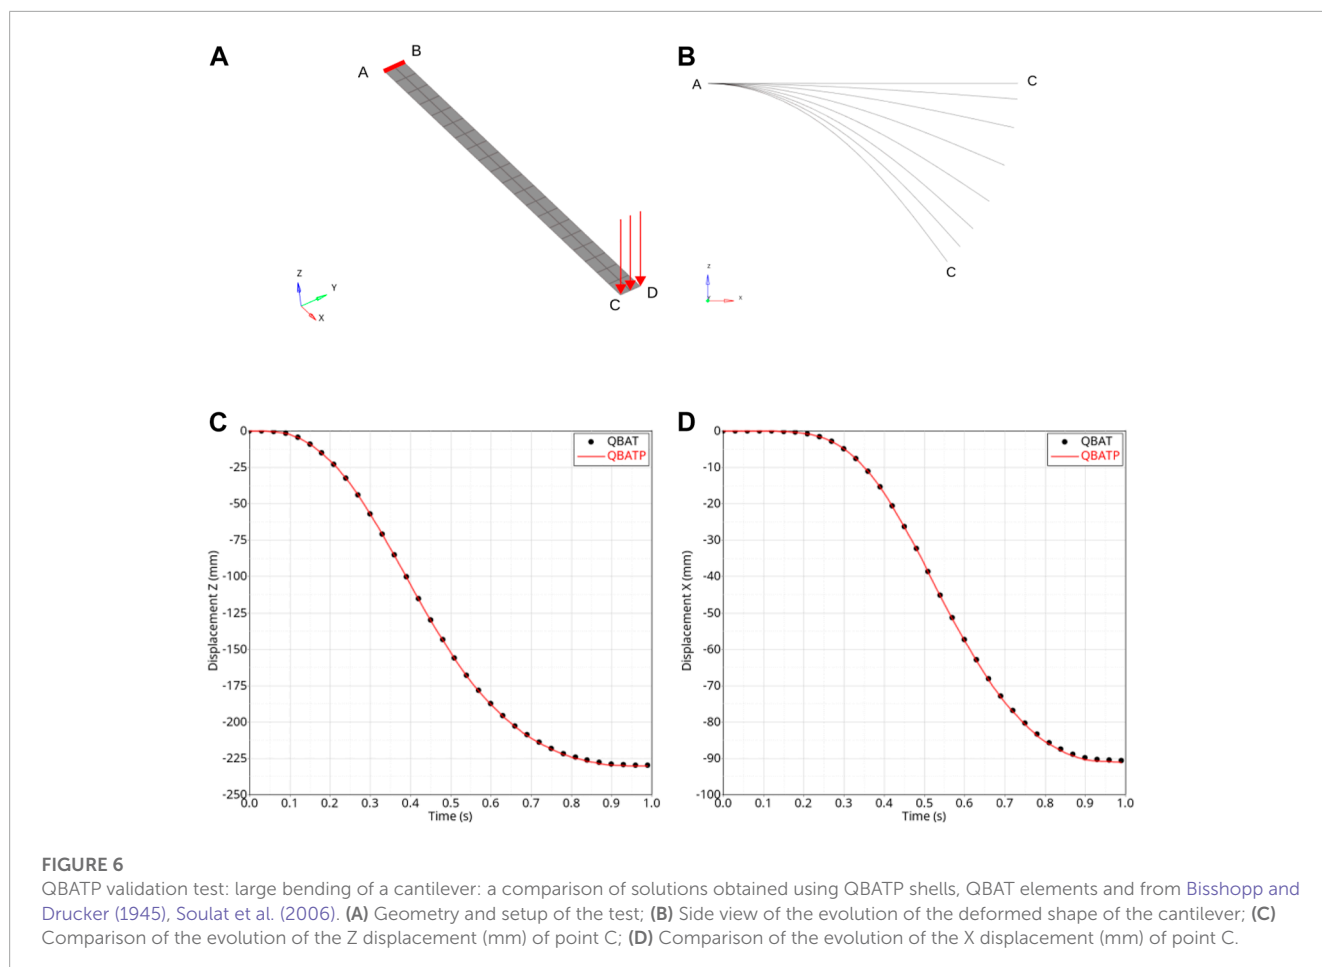 A
B
A
C
D
Z
Y
X
B
A
C
C
z
x
C
0
-25
-50
-75
-100
-125
-150
-175
-200
-225
-250
Displacement Z (mm)
QBAT
QBATP
0.0 0.1 0.2 0.3 0.4 0.5 0.6 0.7 0.8 0.9 1.0
Time (s)
D
0
-10
-20
-30
-40
-50
-60
-70
-80
-90
-100
Displacement X (mm)
QBAT
QBATP
0.0 0.1 0.2 0.3 0.4 0.5 0.6 0.7 0.8 0.9 1.0
Time (s)
FIGURE 6
QBATP validation test: large bending of a cantilever: a comparison of solutions obtained using QBATP shells, QBAT elements and from Bisshopp and
Drucker (1945), Soulat et al. (2006). (A) Geometry and setup of the test; (B) Side view of the evolution of the deformed shape of the cantilever; (C)
Comparison of the evolution of the Z displacement (mm) of point C; (D) Comparison of the evolution of the X displacement (mm) of point C.